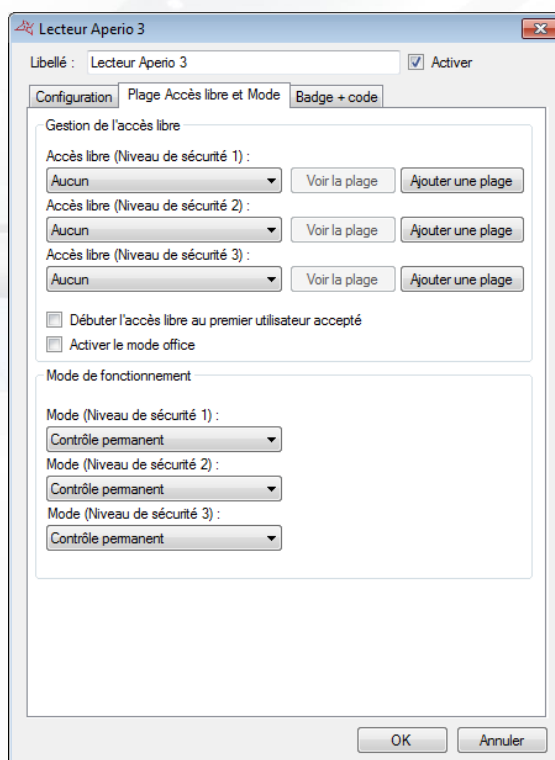 Lecteur Aperio 3
Libellé : Lecteur Aperio 3 Activer
Configuration Plage Accès libre et Mode Badge + code
Gestion de l'accès libre
Accès libre (Niveau de sécurité 1) :
Aucun Voir la plage Ajouter une plage
Accès libre (Niveau de sécurité 2) :
Aucun Voir la plage Ajouter une plage
Accès libre (Niveau de sécurité 3) :
Aucun Voir la plage Ajouter une plage
Débuter l'accès libre au premier utilisateur accepté
Activer le mode office
Mode de fonctionnement
Mode (Niveau de sécurité 1) :
Contrôle permanent
Mode (Niveau de sécurité 2) :
Contrôle permanent
Mode (Niveau de sécurité 3) :
Contrôle permanent
OK Annuler